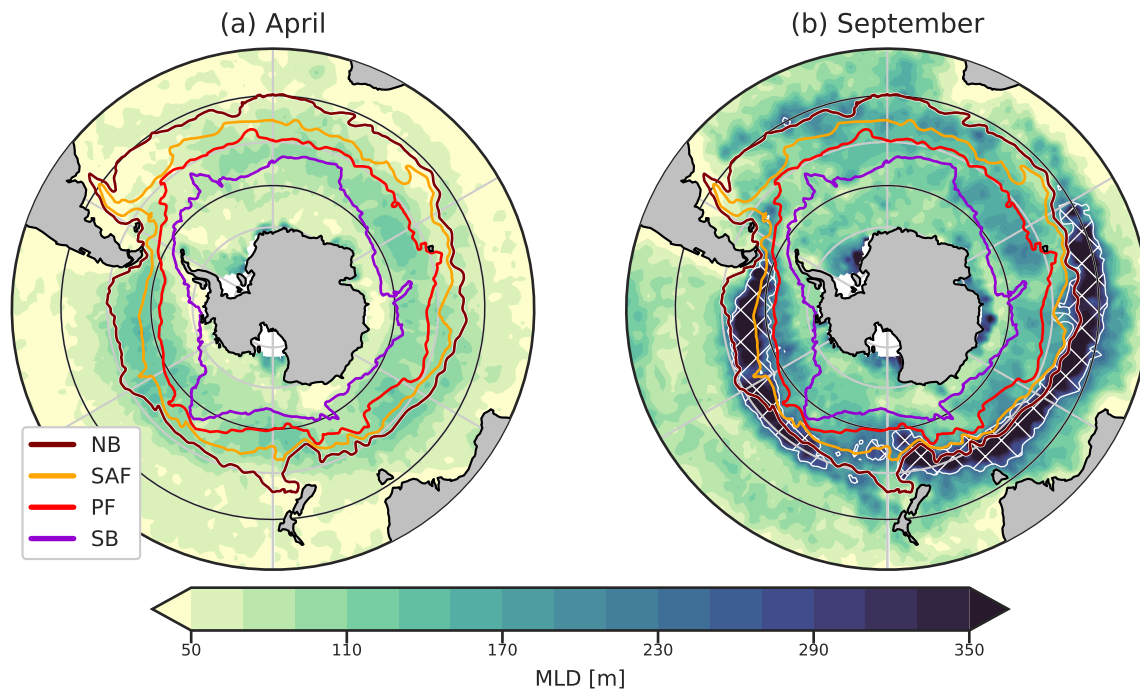 (a) April
(b) September
NB
SAF
PF
SB
50 110 170 230 290 350
MLD [m]